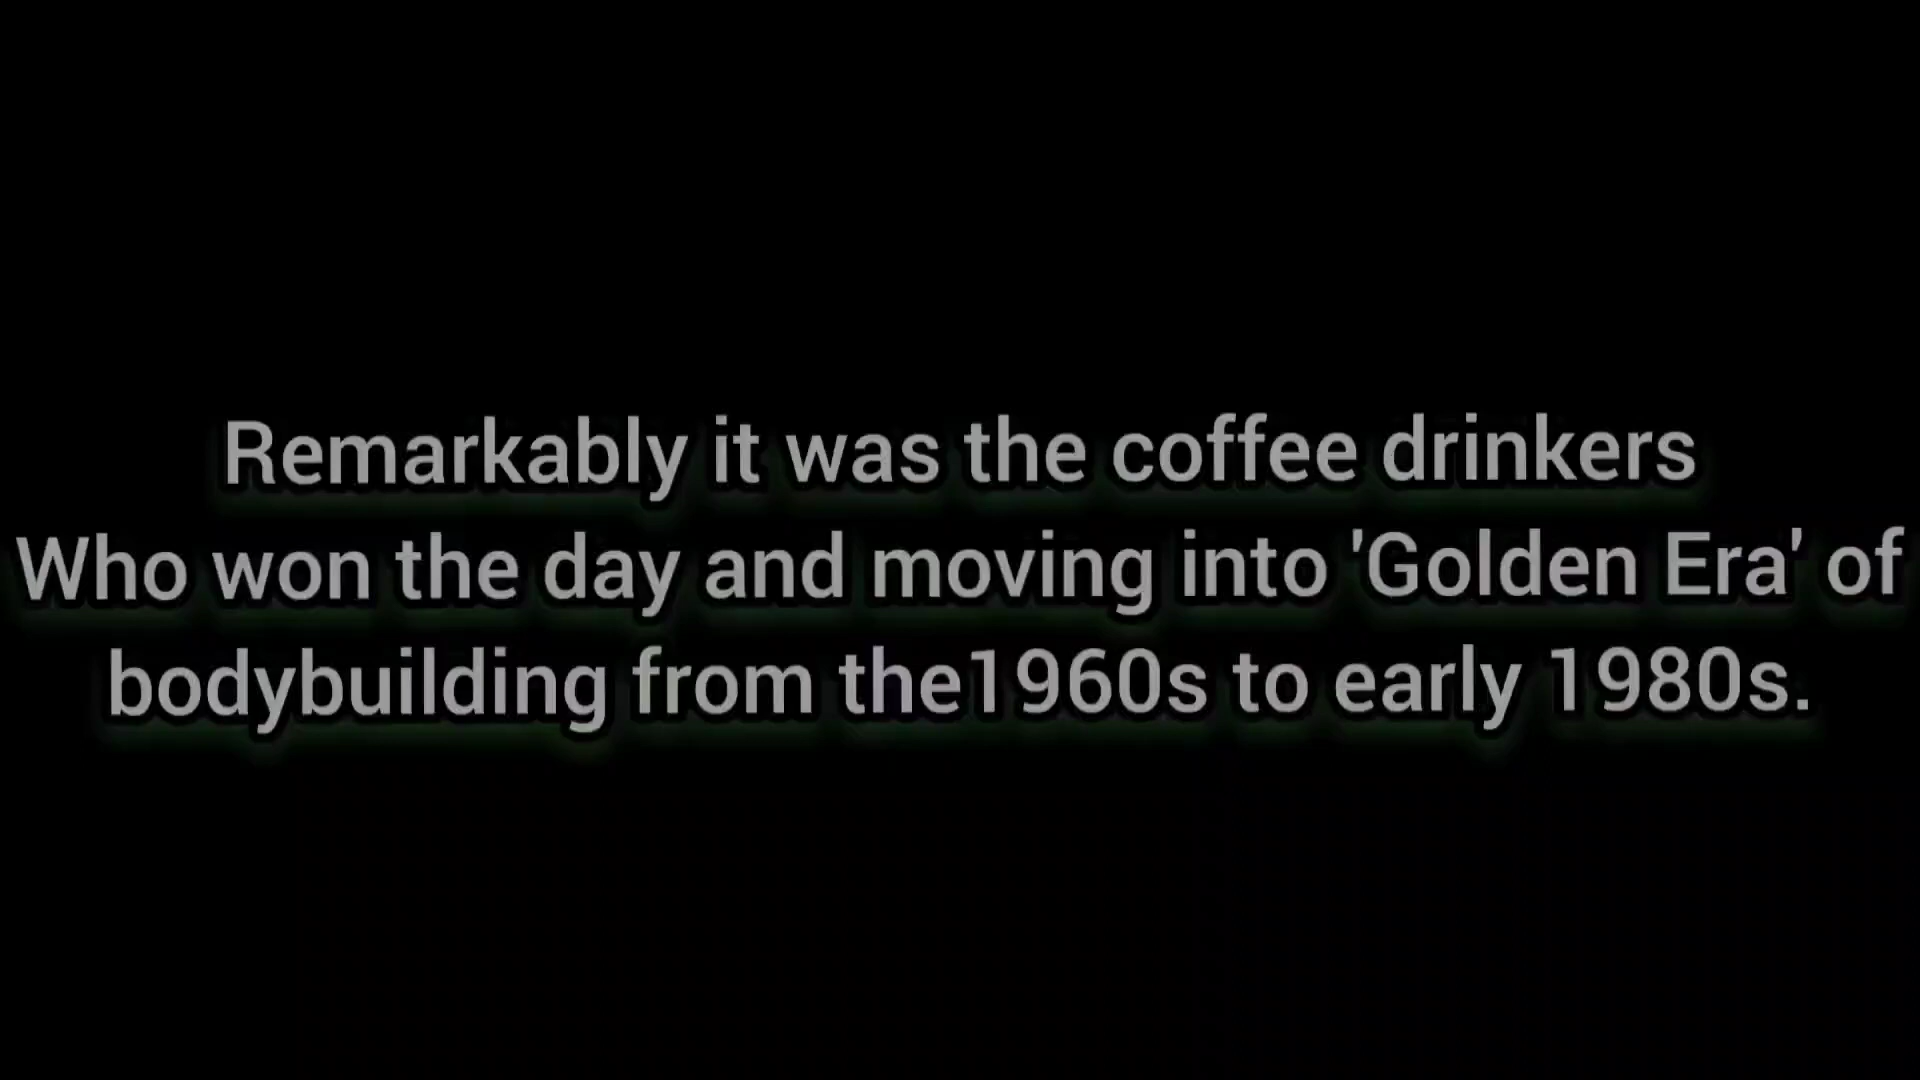 Remarkably it was the coffee drinkers
Who won the day and moving into 'Golden Era' of
bodybuilding from the1960s to early 1980s.